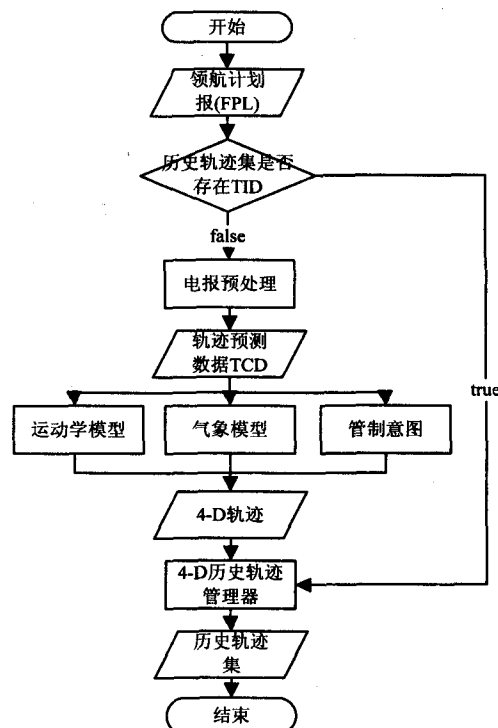 开始
领航计划
报(FPL)
历史轨迹集是否
存在TID
false
电报预处理
轨迹预测
数据TCD
true
运动学模型
气象模型
管制意图
4-D轨迹
4-D历史轨迹
管理器
历史轨迹
集
结束